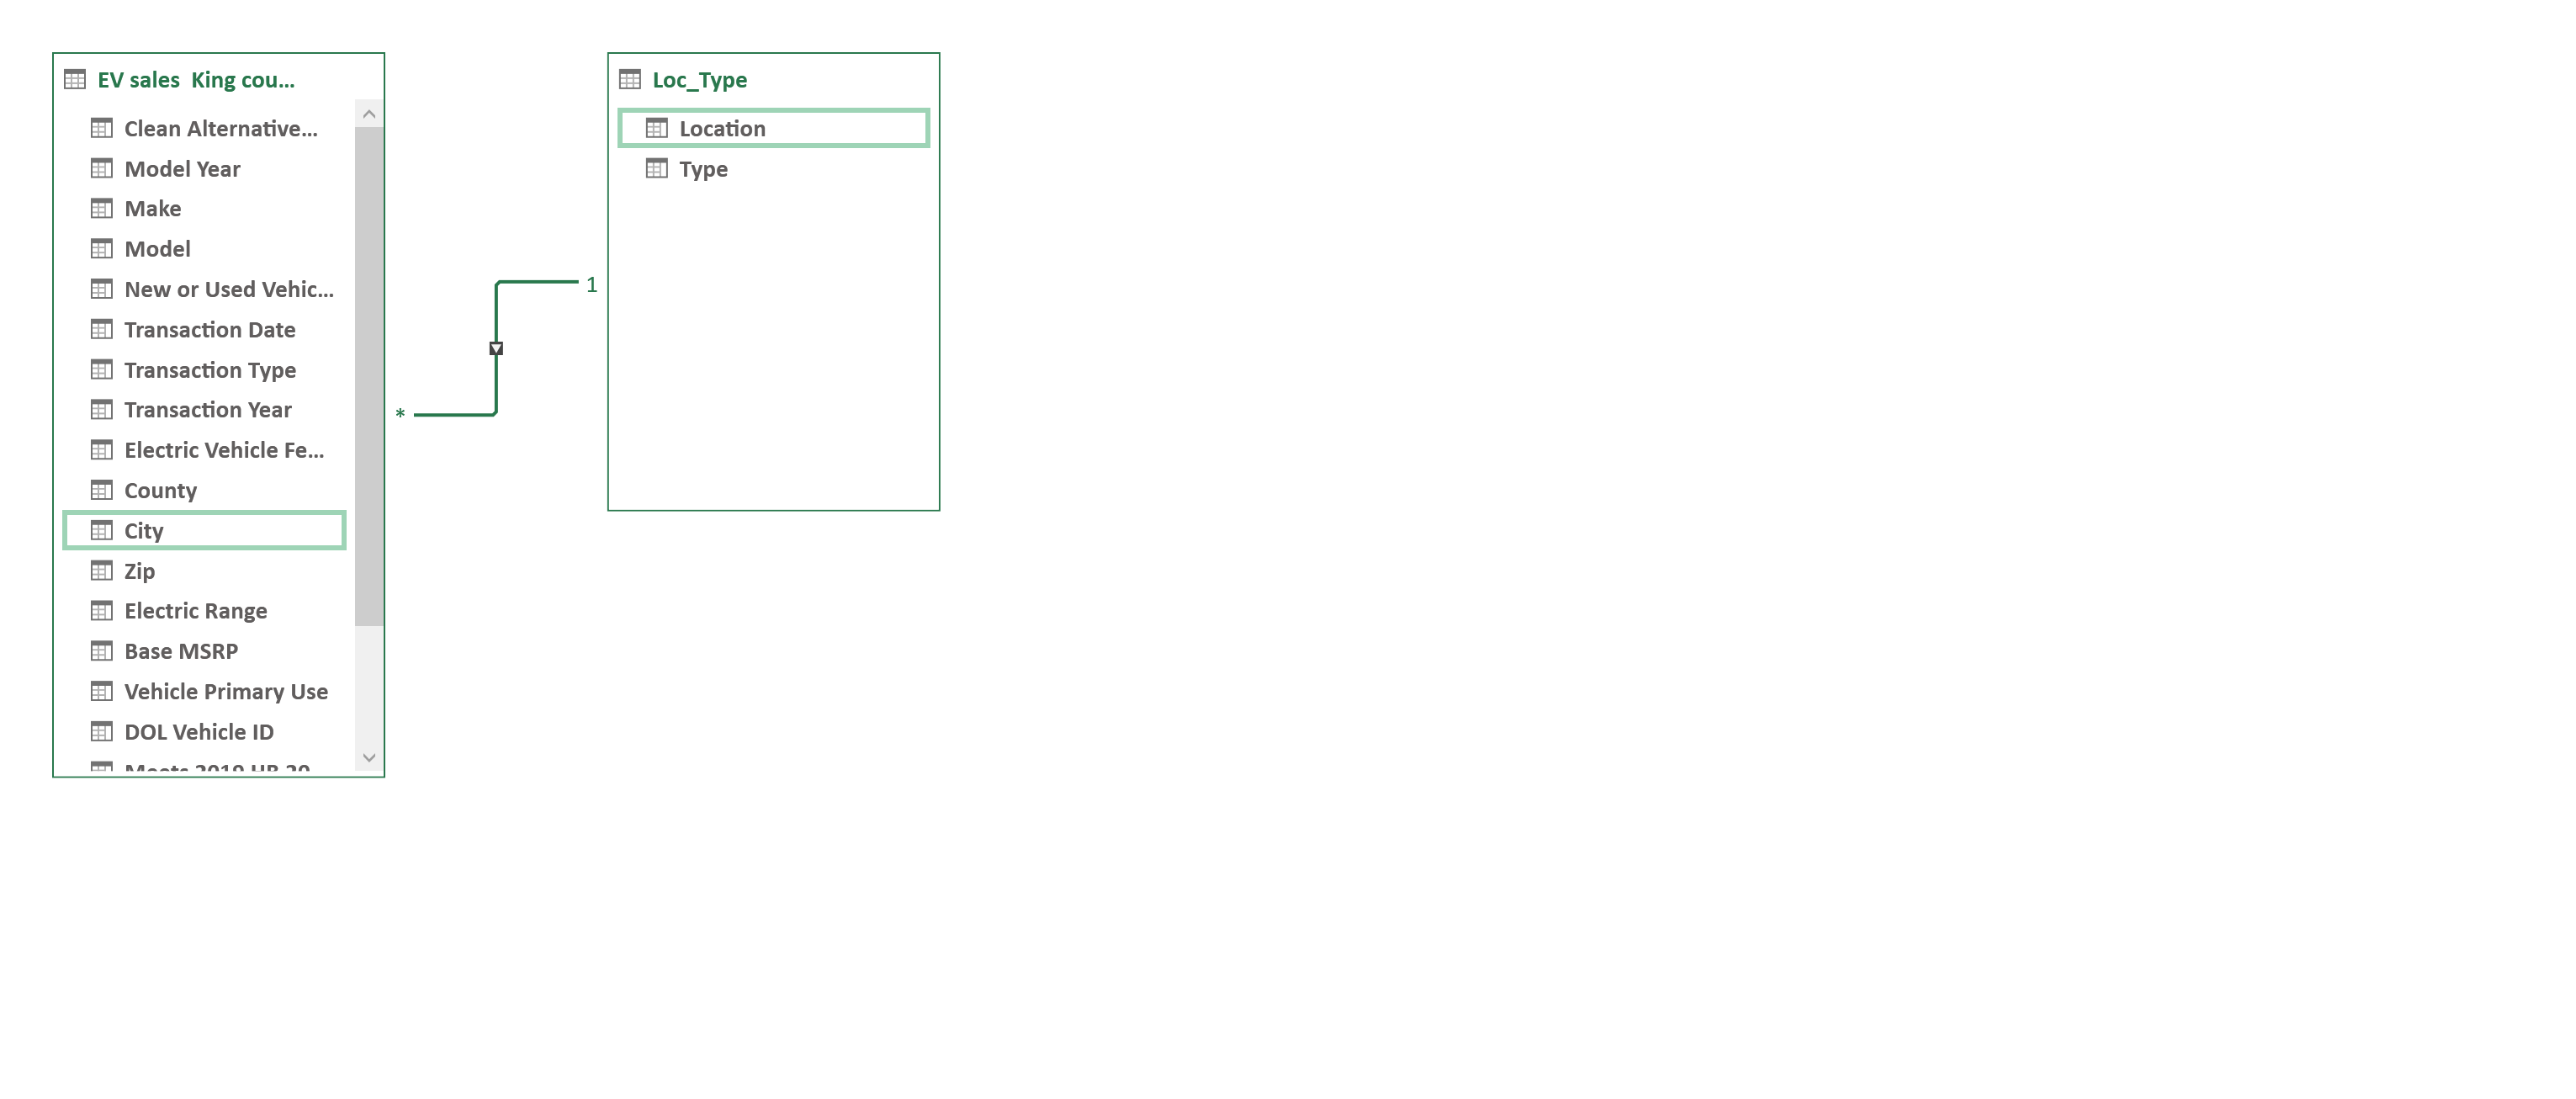 EV sales  King cou...
Clean Alternative...
Model Year
Make
Model
New or Used Vehic...
Transaction Date
Transaction Type
Transaction Year
Electric Vehicle Fe...
County
City
Zip
Electric Range
Base MSRP
Vehicle Primary Use
DOL Vehicle ID
*
1
Loc_Type
Location
Type